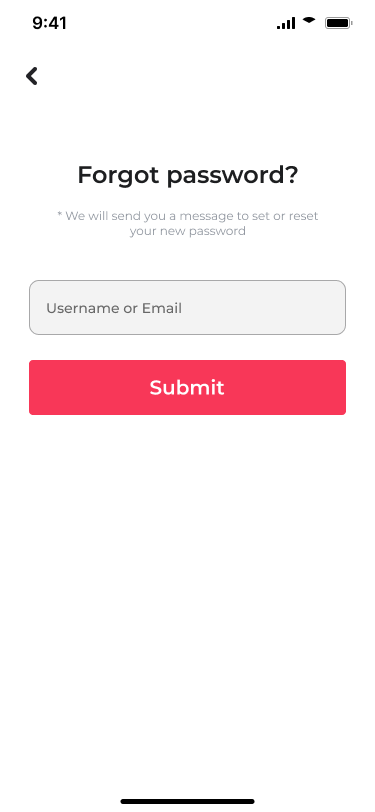 9:41
Forgot password?
* We will send you a message to set or reset
your new password
Username or Email
Submit